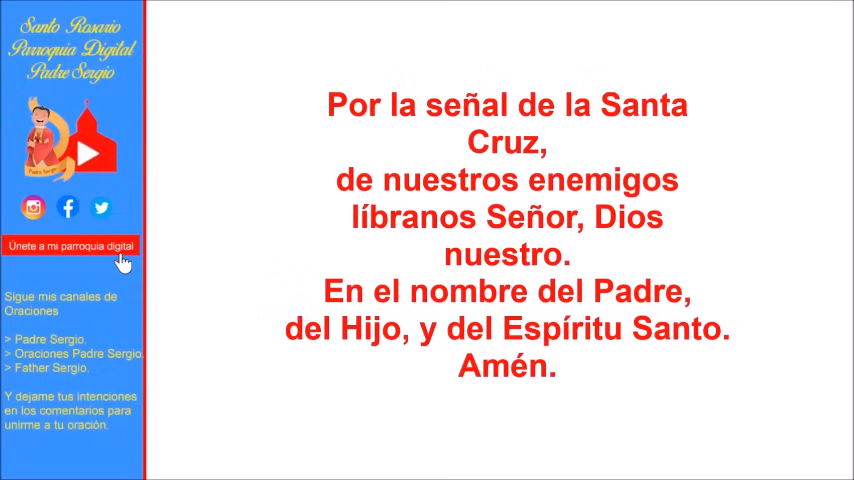 Santo Rosario
Parroquia Digital
Padre Sergio
Padre Sergio
Únete a mi parroquia digital
Sigue mis canales de
Oraciones
> Padre Sergio.
> Oraciones Padre Sergio.
> Father Sergio.
Y dejame tus intenciones
en los comentarios para
unirme a tu oración.
Por la señal de la Santa
Cruz,
de nuestros enemigos
líbranos Señor, Dios
nuestro.
En el nombre del Padre,
del Hijo, y del Espíritu Santo.
Amén.